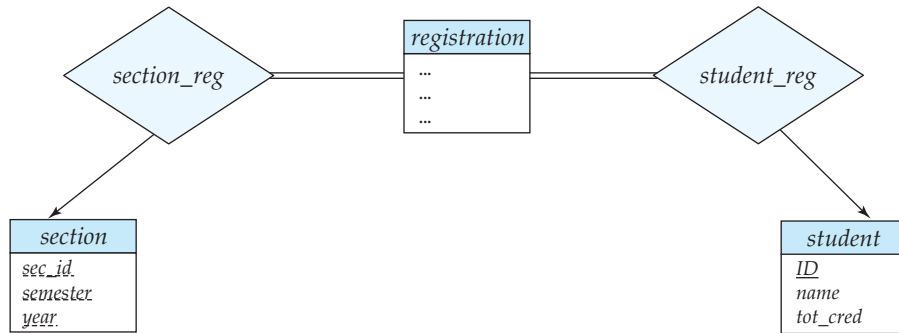 section_reg
registration
...
...
...
student_reg
section
sec_id
semester
year
student
ID
name
tot_cred